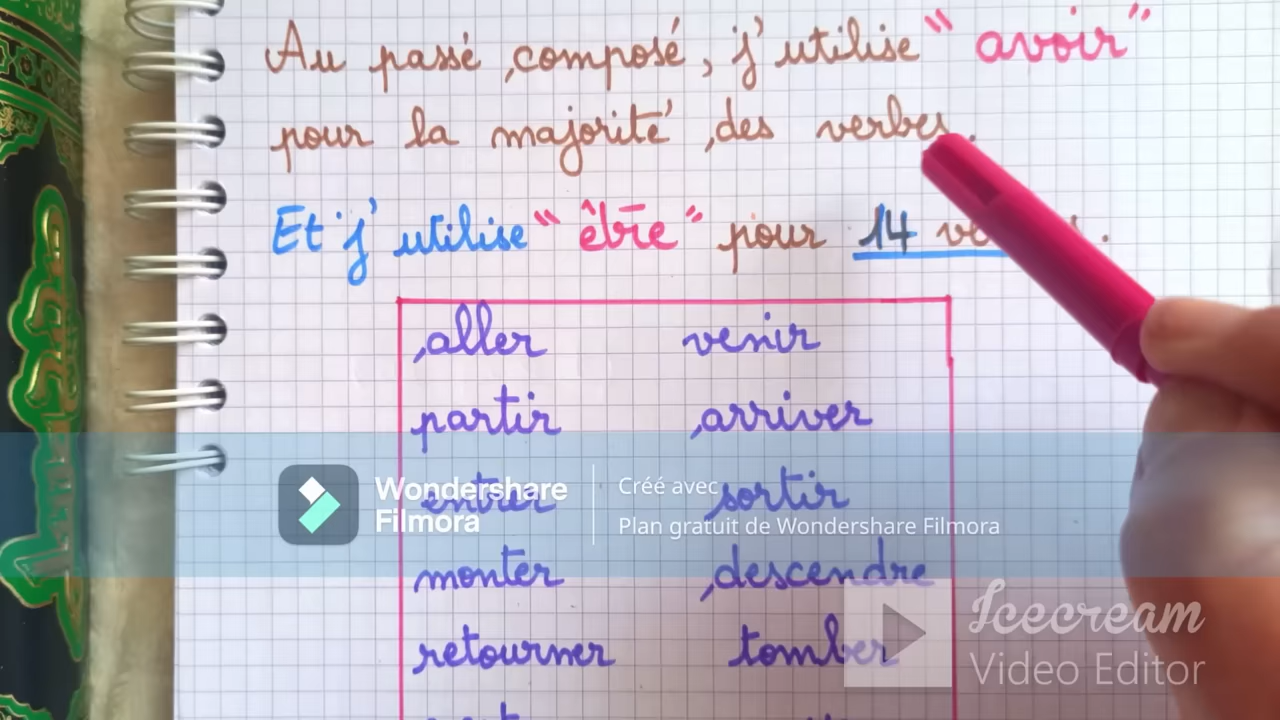 Au passé composé, j'utilise "avoir"
pour la majorité des verbes.
Et j'utilise "être" pour 14
aller venir
partir arriver
entrer sortir
monter descendre
retourner tomber
Wondershare
Filmora
Créé avec
Plan gratuit de Wondershare Filmora
Icecream
Video Editor